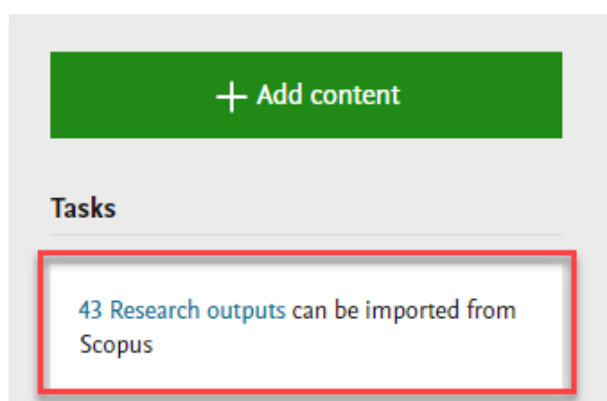 + Add content
Tasks
43 Research outputs can be imported from
Scopus